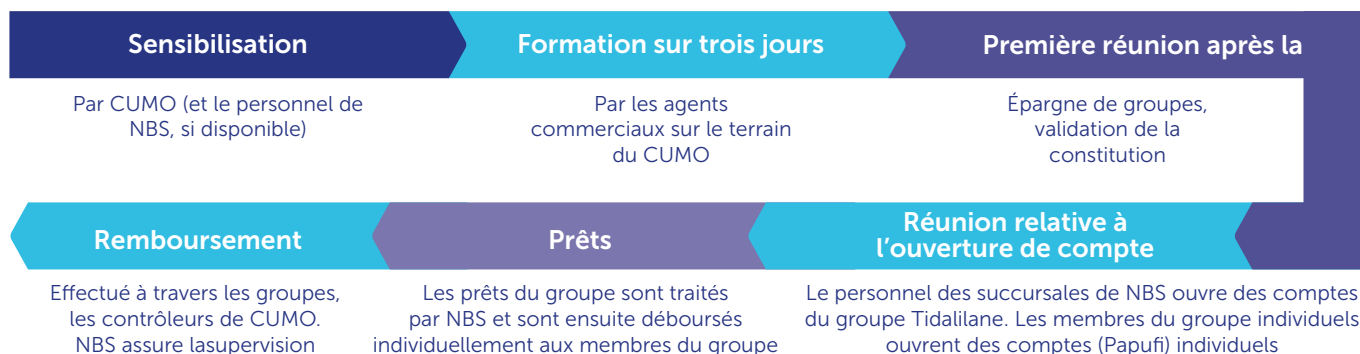 Sensibilisation
Par CUMO (et le personnel de
NBS, si disponible)
Formation sur trois jours
Par les agents
commerciaux sur le terrain
du CUMO
Première réunion après la
Épargne de groupes,
validation de la
constitution
Réunion relative à
l'ouverture de compte
Le personnel des succursales de NBS ouvre des comptes
du groupe Tidalilane. Les membres du groupe individuels
ouvrent des comptes (Papufi) individuels
Prêts
Les prêts du groupe sont traités
par NBS et sont ensuite déboursés
individuellement aux membres du groupe
Remboursement
Effectué à travers les groupes,
les contrôleurs de CUMO.
NBS assure lasupervision